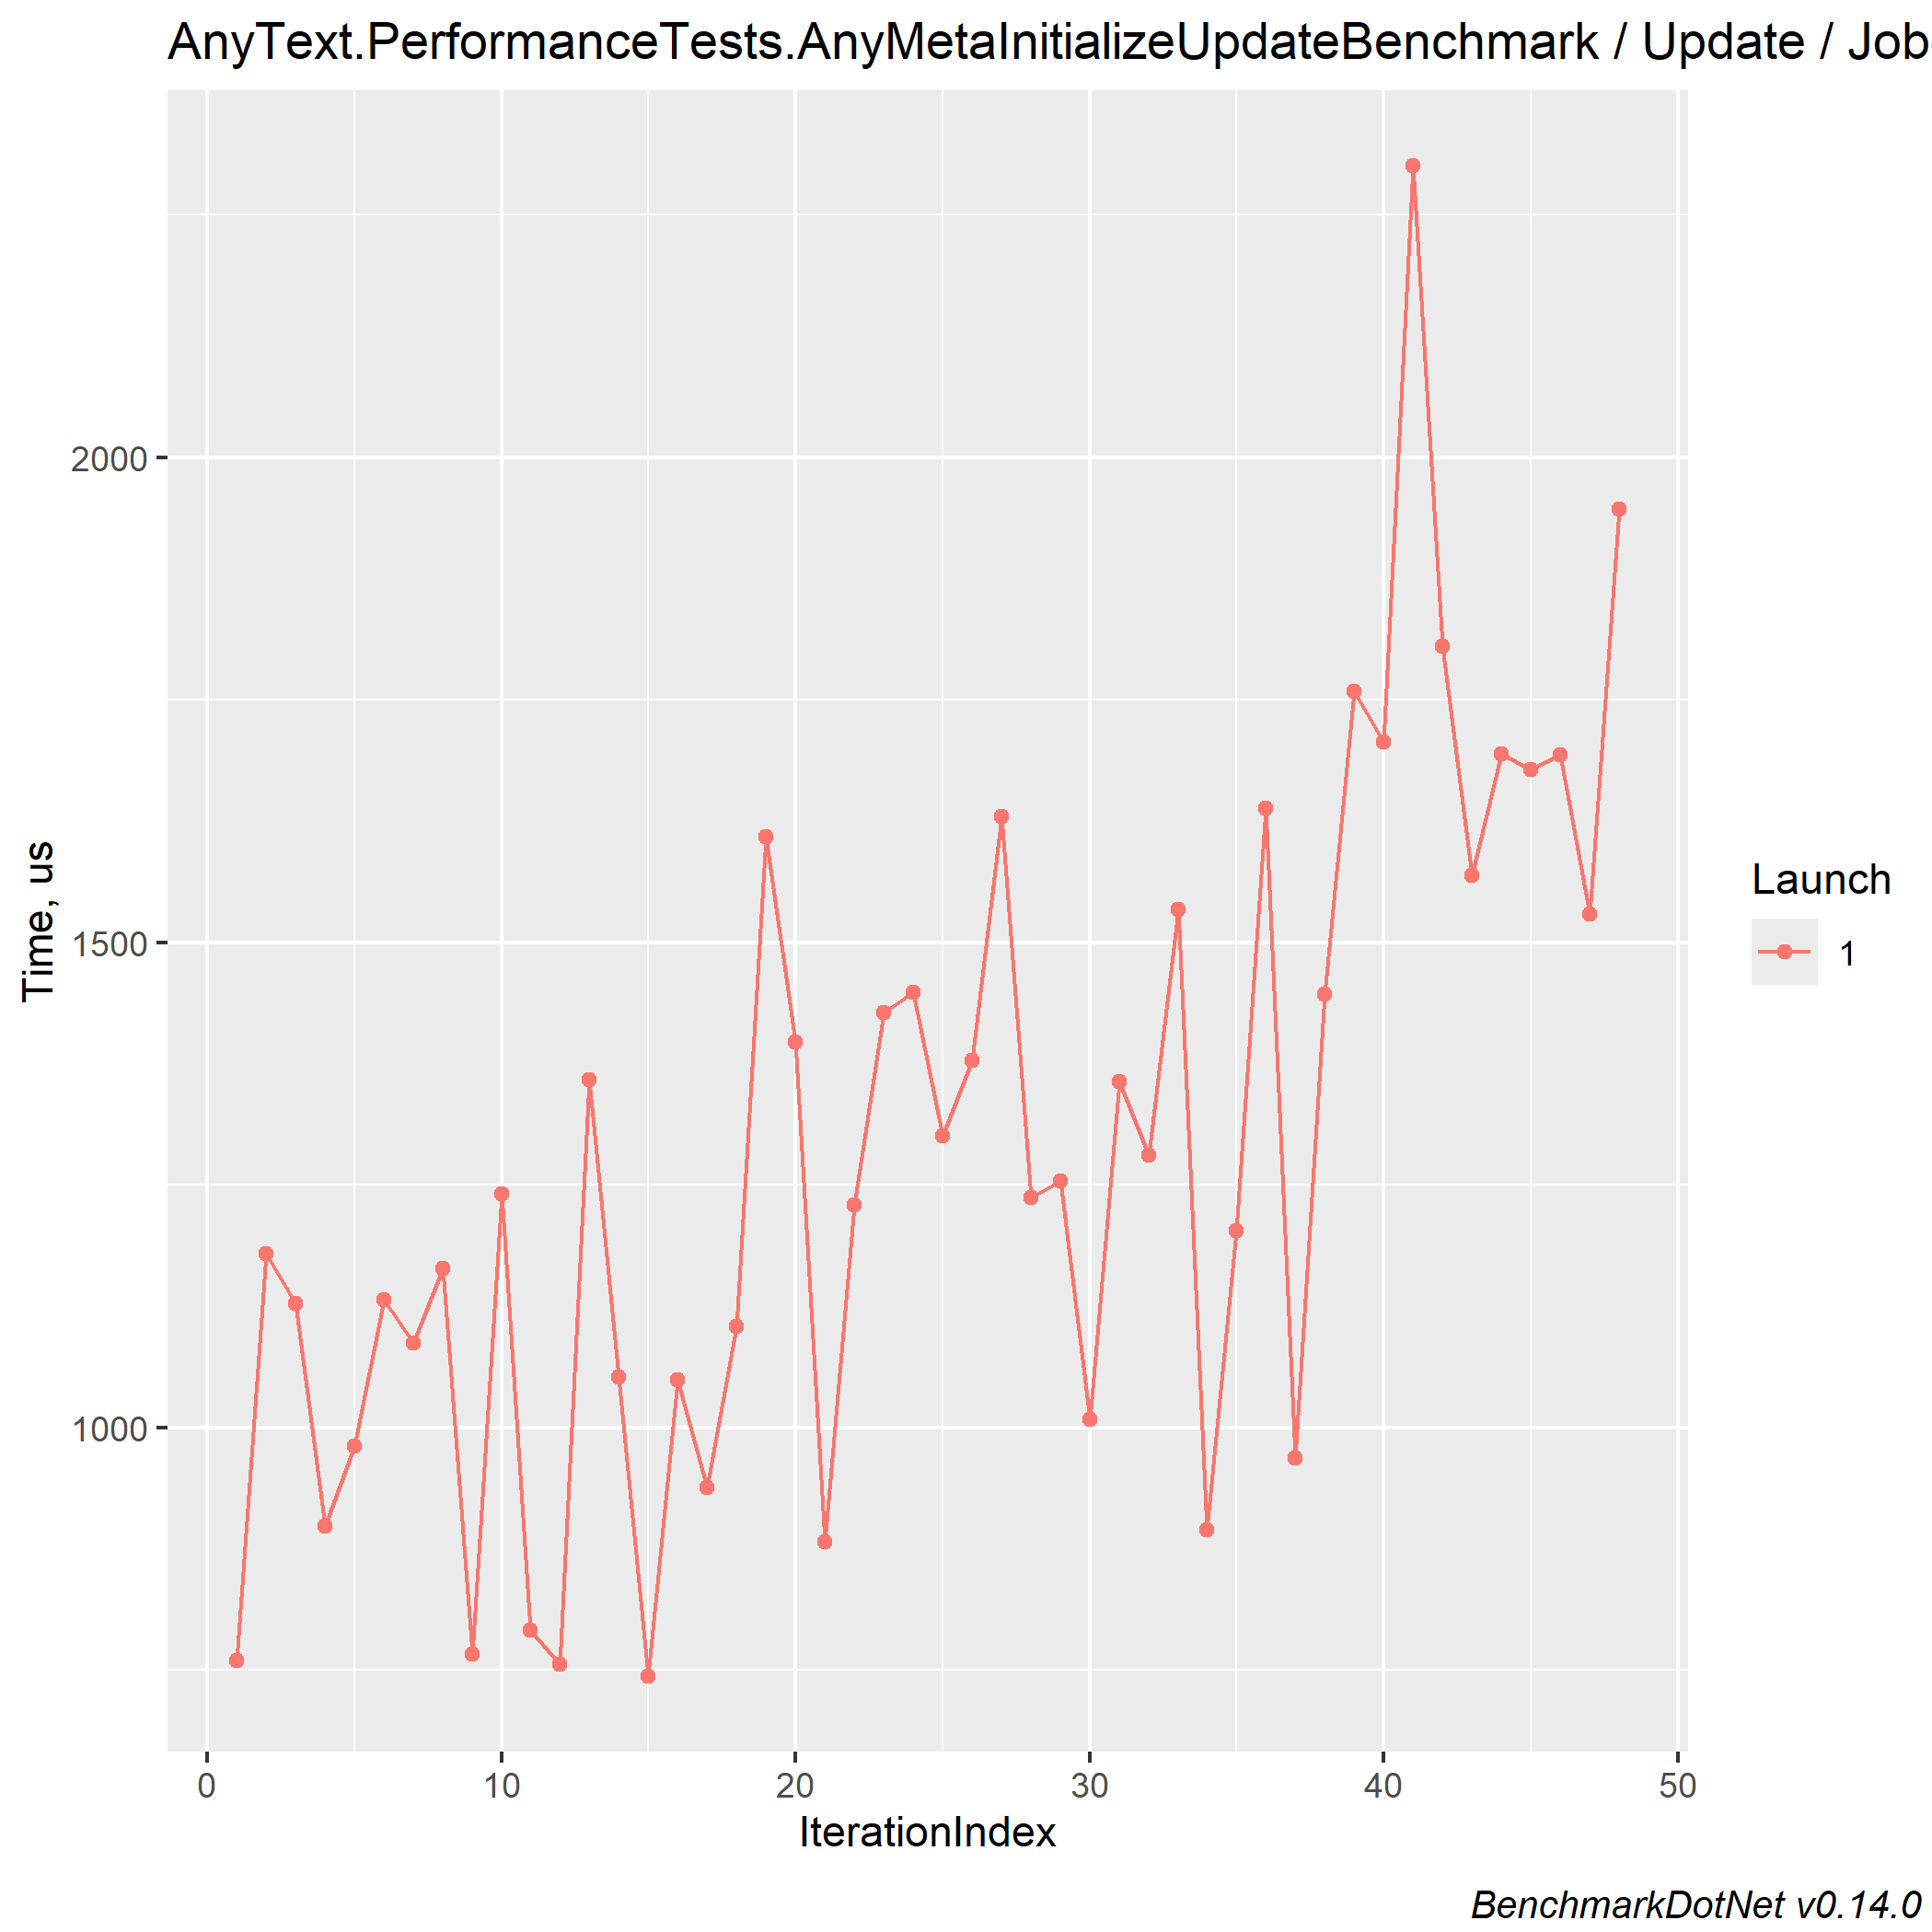 AnyText.PerformanceTests.AnyMetaInitializeUpdateBenchmark / Update / Job
2000
1500
1000
Time, us
0 10 20 30 40 50
IterationIndex
Launch
1
BenchmarkDotNet v0.14.0